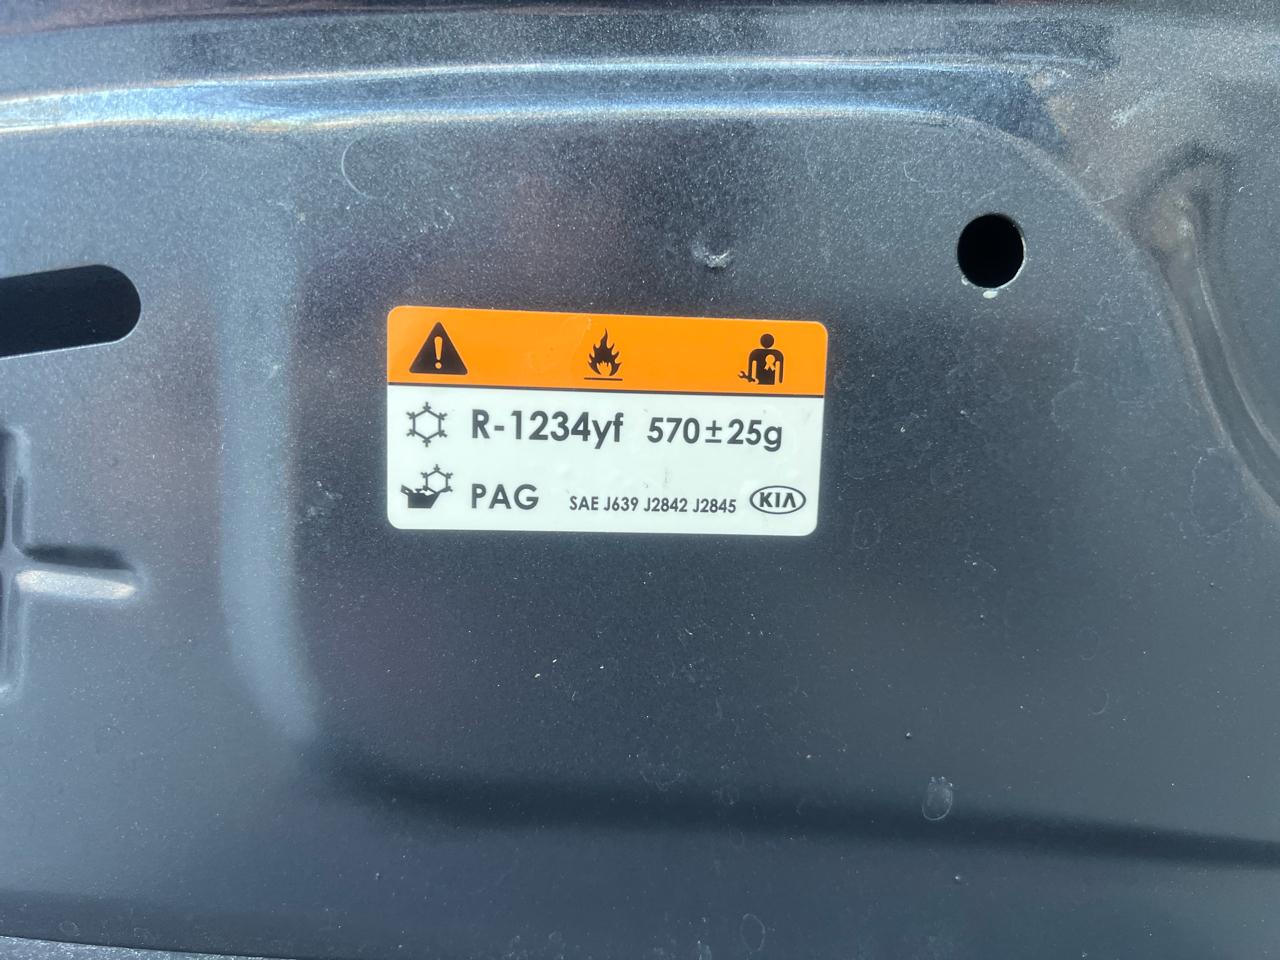 R-1234yf 570±25g
PAG SAE J639 J2842 J2845 KIA